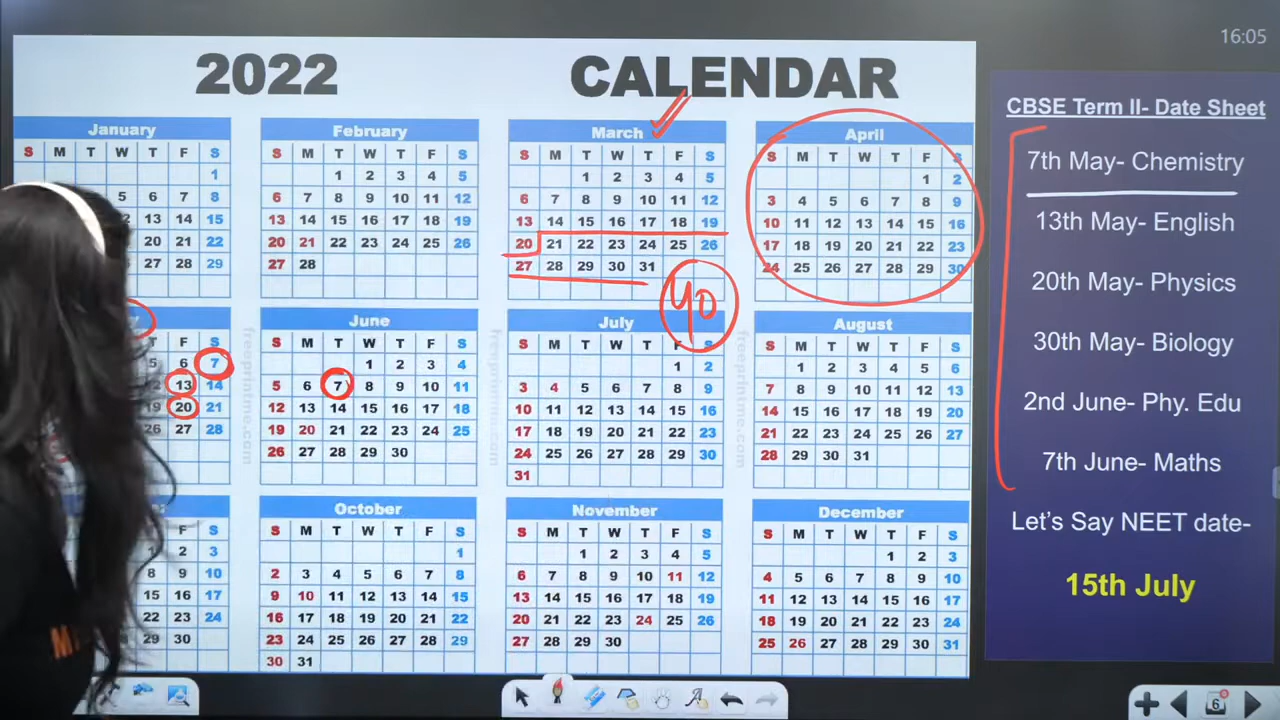 2022 CALENDAR
16:05
January
S M T W T F S
1
5 6 7 8
12 13 14 15
20 21 22
27 28 29
February
S M T W T F S
1 2 3 4 5
6 7 8 9 10 11 12
13 14 15 16 17 18 19
20 21 22 23 24 25 26
27 28
March
S M T W T F S
1 2 3 4 5
6 7 8 9 10 11 12
13 14 15 16 17 18 19
20 21 22 23 24 25 26
27 28 29 30 31
40
April
S M T W T F S
1 2
3 4 5 6 7 8 9
10 11 12 13 14 15 16
17 18 19 20 21 22 23
24 25 26 27 28 29 30
T F S
5 6 7
12 13 14
19 20 21
26 27 28
June
S M T W T F S
1 2 3 4
5 6 7 8 9 10 11
12 13 14 15 16 17 18
19 20 21 22 23 24 25
26 27 28 29 30
July
S M T W T F S
1 2
3 4 5 6 7 8 9
10 11 12 13 14 15 16
17 18 19 20 21 22 23
24 25 26 27 28 29 30
31
August
S M T W T F S
1 2 3 4 5 6
7 8 9 10 11 12 13
14 15 16 17 18 19 20
21 22 23 24 25 26 27
28 29 30 31
freeprintme.com
freeprintme.com
freeprintme.com
F S
1 2 3
8 9 10
15 16 17
22 23 24
29 30
October
S M T W T F S
1
2 3 4 5 6 7 8
9 10 11 12 13 14 15
16 17 18 19 20 21 22
23 24 25 26 27 28 29
30 31
November
S M T W T F S
1 2 3 4 5
6 7 8 9 10 11 12
13 14 15 16 17 18 19
20 21 22 23 24 25 26
27 28 29 30
December
S M T W T F S
1 2 3
4 5 6 7 8 9 10
11 12 13 14 15 16 17
18 19 20 21 22 23 24
25 26 27 28 29 30 31
CBSE Term II- Date Sheet
7th May- Chemistry
13th May- English
20th May- Physics
30th May- Biology
2nd June- Phy. Edu
7th June- Maths
Let's Say NEET date-
15th July
M
6